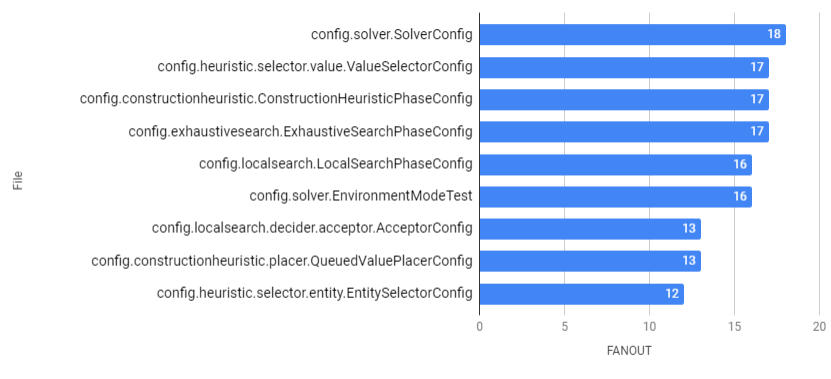 config.solver.SolverConfig 18
config.heuristic.selector.value.ValueSelectorConfig 17
config.constructionheuristic.ConstructionHeuristicPhaseConfig 17
config.exhaustivesearch.ExhaustiveSearchPhaseConfig 17
config.localsearch.LocalSearchPhaseConfig 16
config.solver.EnvironmentModeTest 16
config.localsearch.decider.acceptor.AcceptorConfig 13
config.constructionheuristic.placer.QueuedValuePlacerConfig 13
config.heuristic.selector.entity.EntitySelectorConfig 12
File
0 5 10 15 20
FANOUT